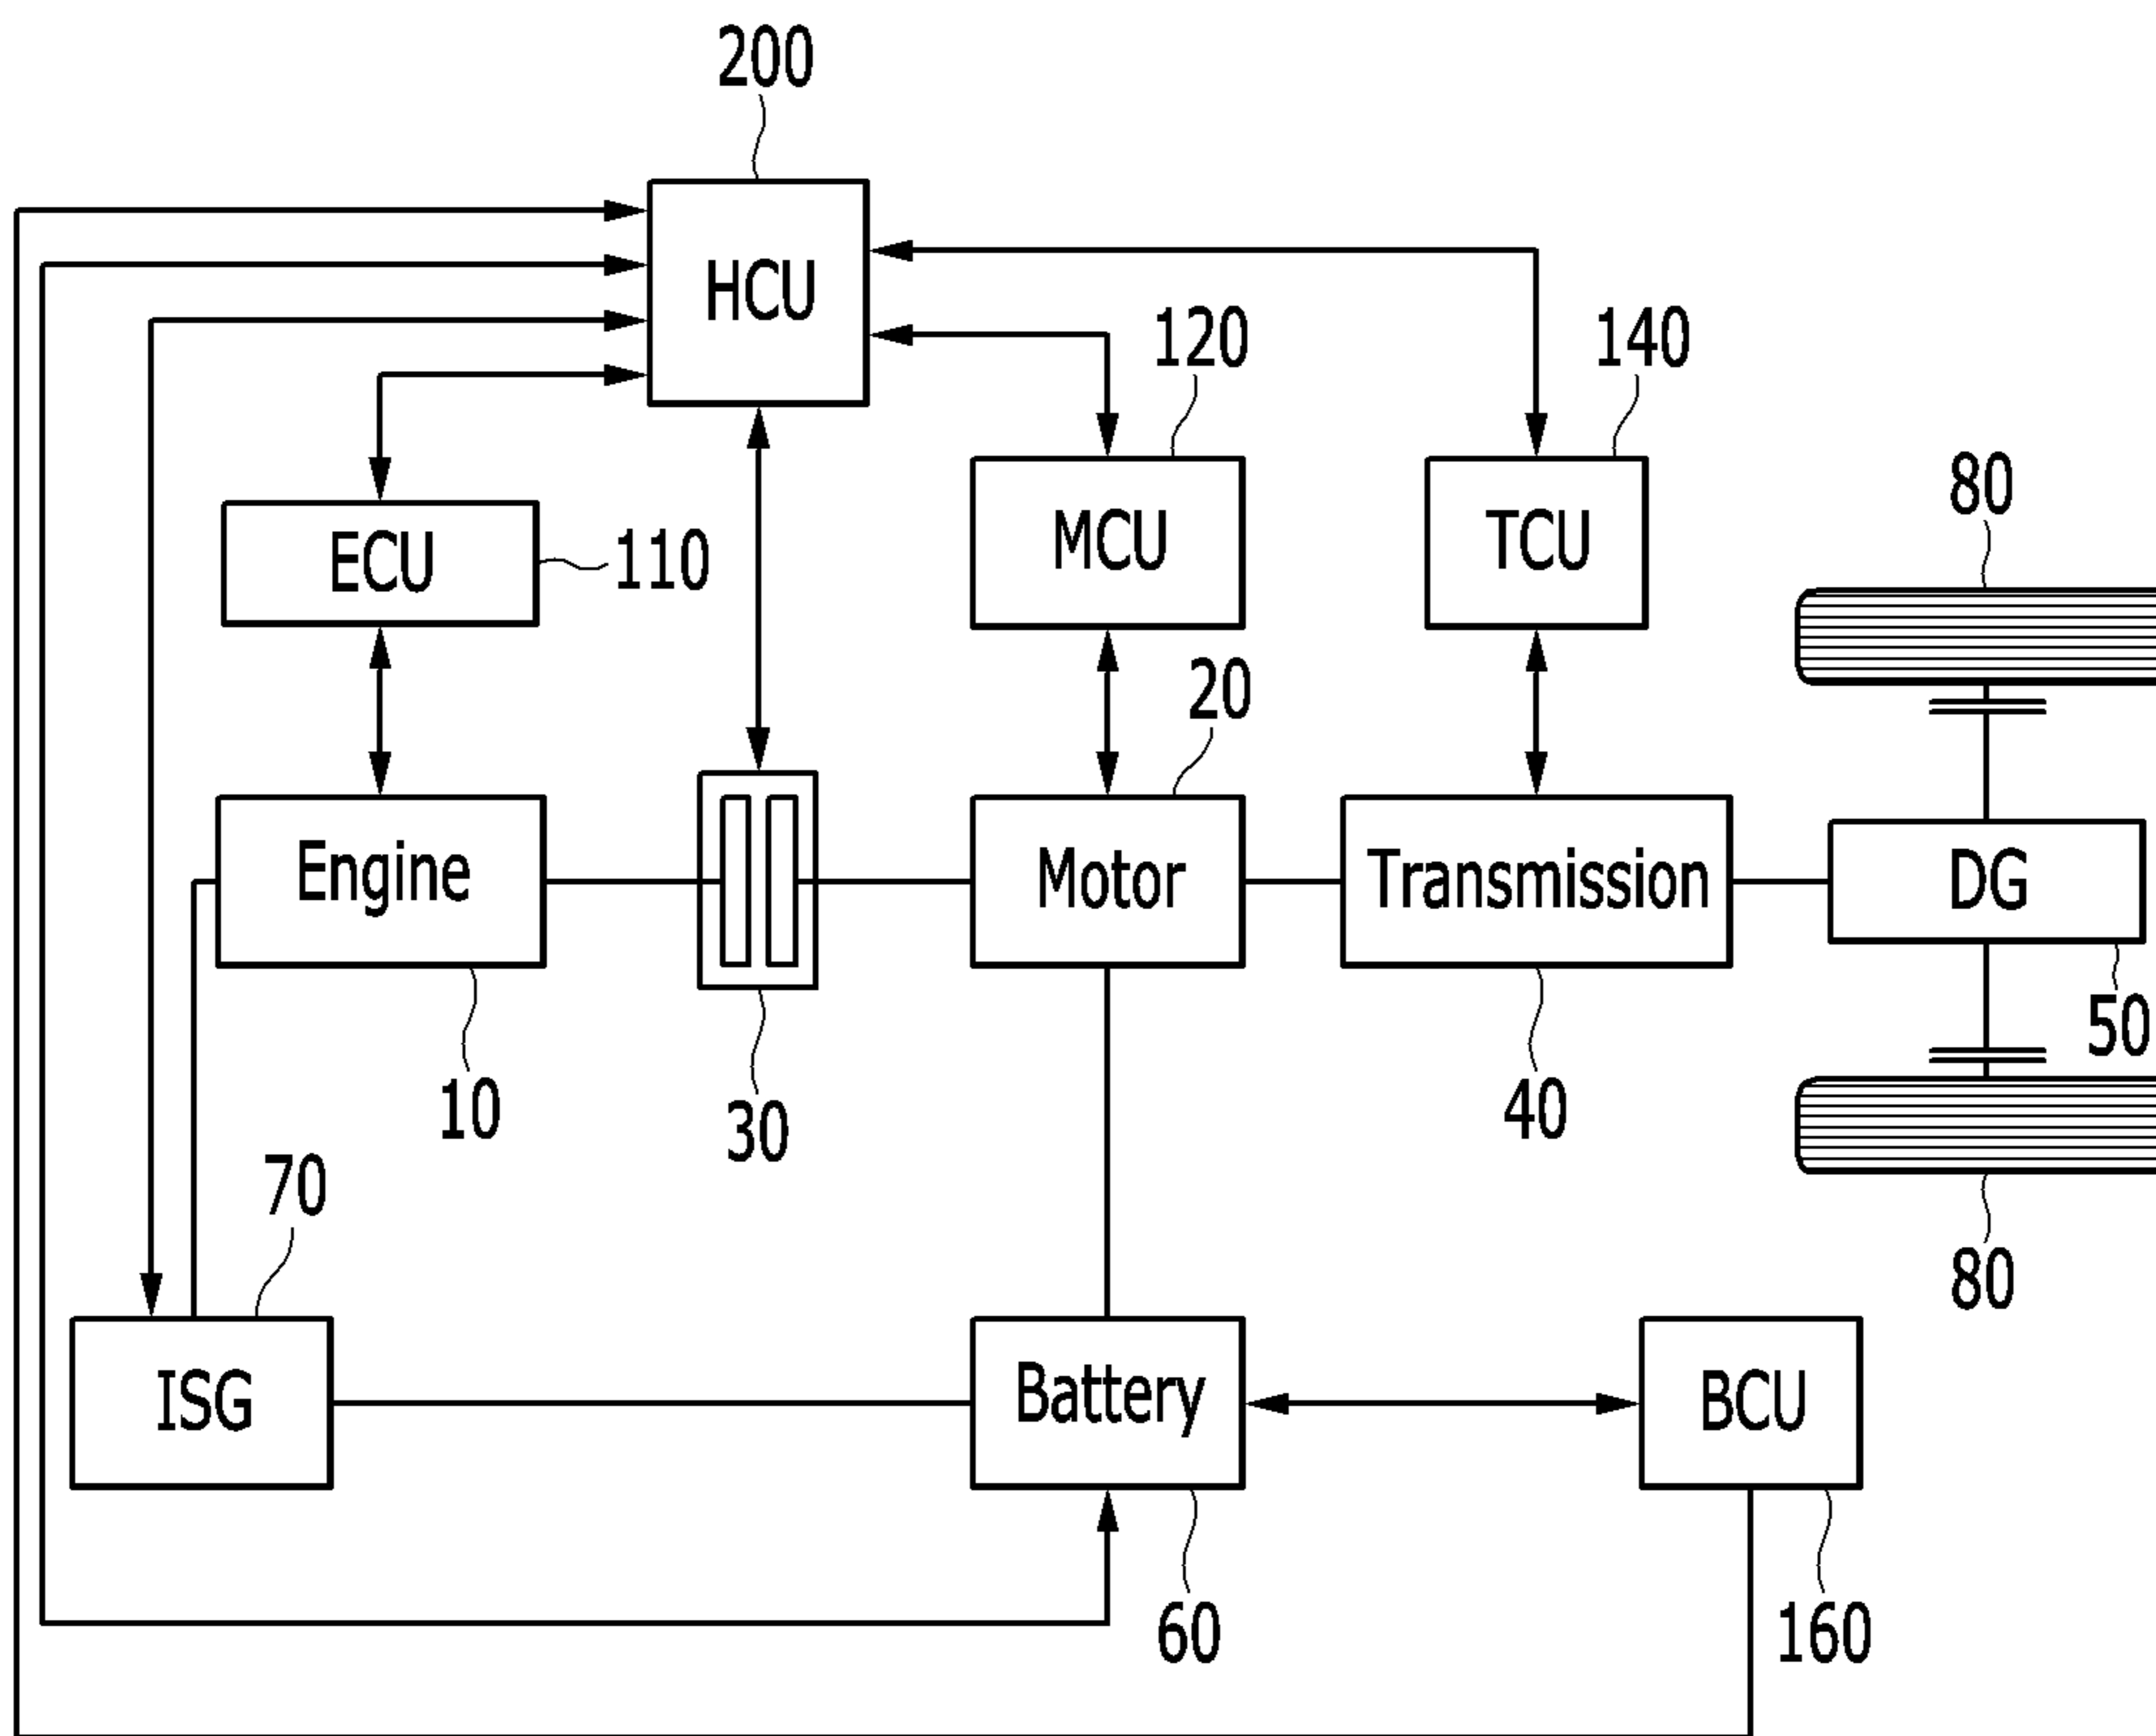 200
HCU
120
140
80
ECU
110
MCU
TCU
20
Engine
Motor
Transmission
DG
50
10
30
40
70
80
ISG
Battery
BCU
60
160